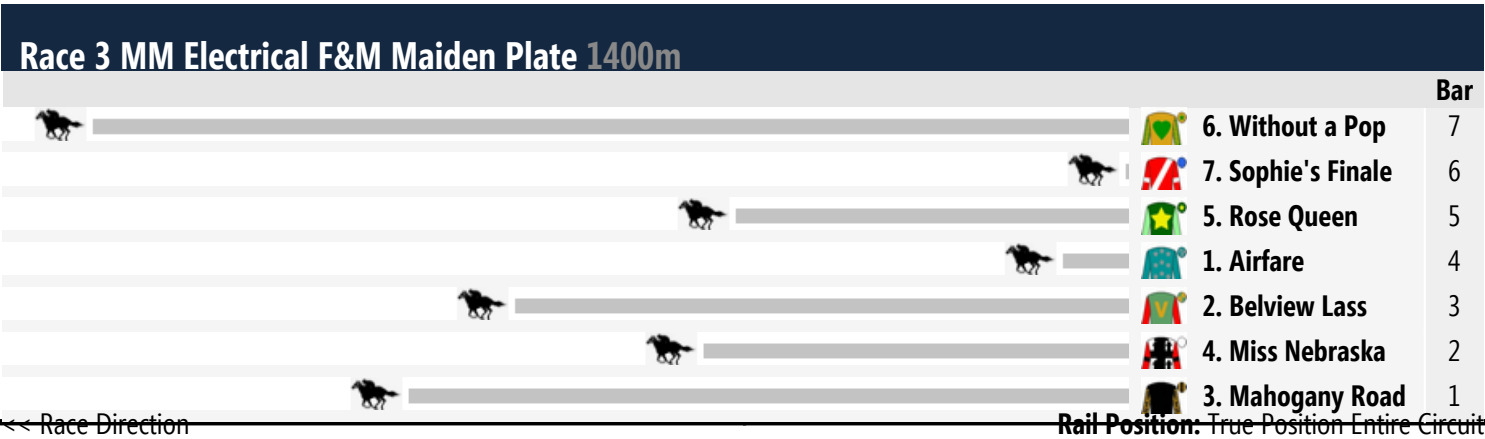 Race 3 MM Electrical F&M Maiden Plate 1400m
Bar
6. Without a Pop 7
7. Sophie's Finale 6
5. Rose Queen 5
1. Airfare 4
2. Belview Lass 3
V
4. Miss Nebraska 2
3. Mahogany Road 1
<< Race Direction Rail Position: True Position Entire Circuit